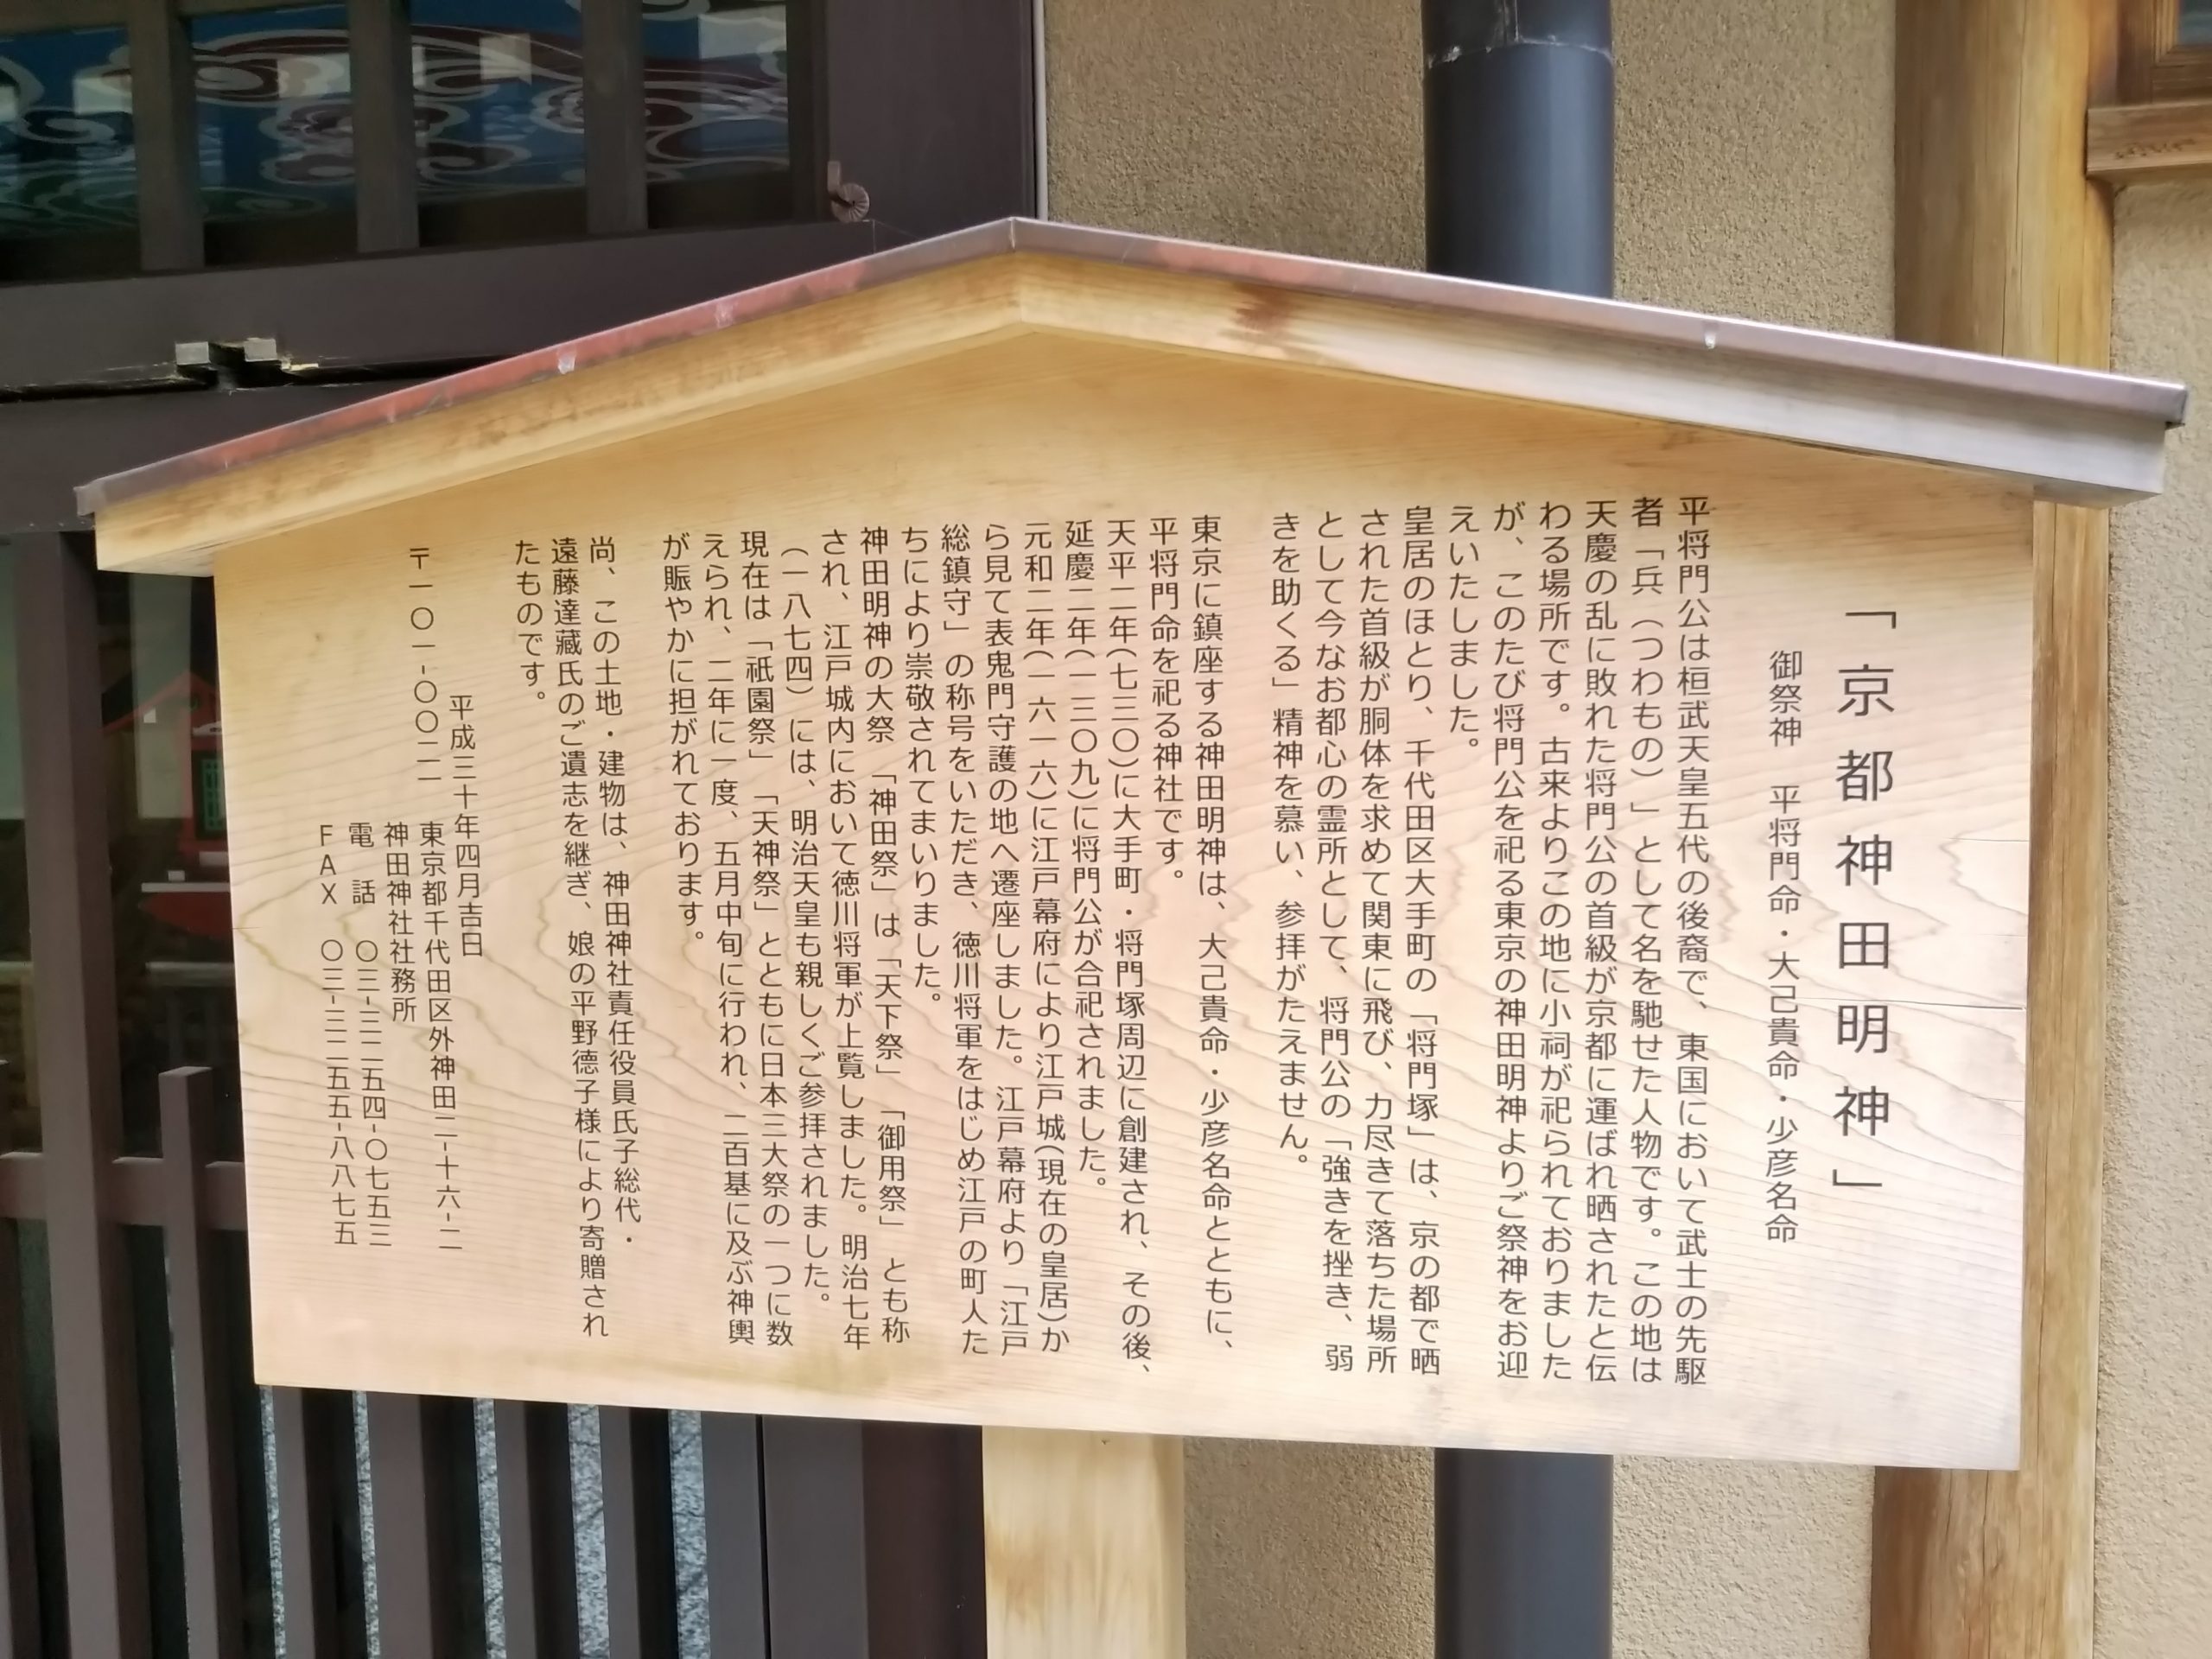 「京都神田明神」
御祭神　平将門命・大己貴命・少彦名命
平将門公は桓武天皇五代の後裔で、東国において武士の先駆
者「兵（つわもの）」として名を馳せた人物です。この地は
天慶の乱に敗れた将門公の首級が京都に運ばれ晒されたと伝
わる場所です。古来よりこの地に小祠が祀られておりました
が、このたび将門公を祀る東京の神田明神よりご祭神をお迎
えいたしました。
皇居のほとり、千代田区大手町の「将門塚」は、京の都で晒
された首級が胴体を求めて関東に飛び、力尽きて落ちた場所
として今なお都心の霊所として、将門公の「強きを挫き、弱
きを助くる」精神を慕い、参拝がたえません。
東京に鎮座する神田明神は、大己貴命・少彦名命とともに、
平将門命を祀る神社です。
天平二年(七三〇)に大手町・将門塚周辺に創建され、その後、
延慶二年(一三〇九)に将門公が合祀されました。
元和二年(一六一六)に江戸幕府により江戸城(現在の皇居)か
ら見て表鬼門守護の地へ遷座しました。江戸幕府より「江戸
総鎮守」の称号をいただき、徳川将軍をはじめ江戸の町人た
ちにより崇敬されてまいりました。
神田明神の大祭　「神田祭」は「天下祭」「御用祭」とも称
され、江戸城内において徳川将軍が上覧しました。明治七年
（一八七四）には、明治天皇も親しくご参拝されました。
現在は「祇園祭」「天神祭」とともに日本三大祭の一つに数
えられ、二年に一度、五月中旬に行われ、二百基に及ぶ神輿
が賑やかに担がれております。
尚、この土地・建物は、神田神社責任役員氏子総代・
遠藤達藏氏のご遺志を継ぎ、娘の平野德子様により寄贈され
たものです。
平成三十年四月吉日
〒一〇一-〇〇二一　東京都千代田区外神田二-十六-二
神田神社社務所
電　話　〇三-三二五四-〇七五三
ＦＡＸ　〇三-三二五五-八八七五